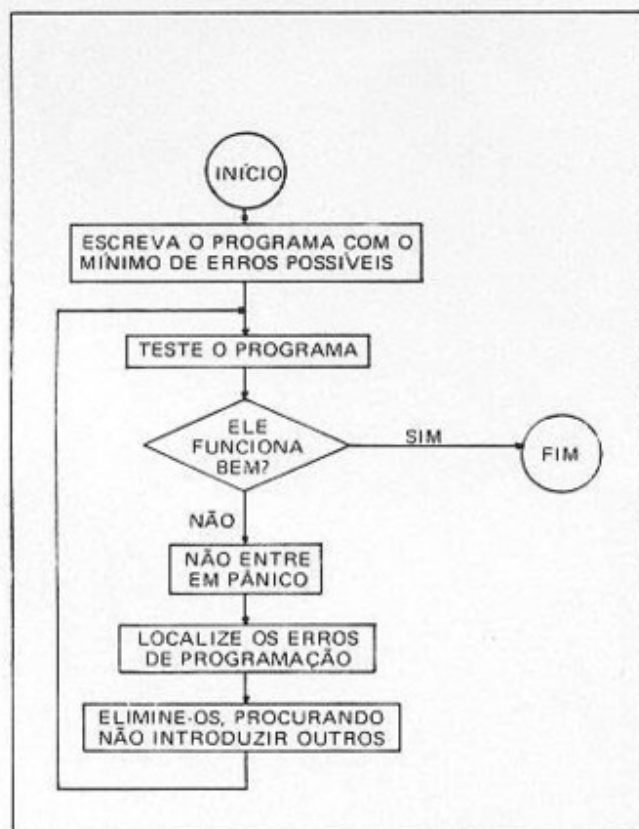 INÍCIO
ESCREVA O PROGRAMA COM O
MÍNIMO DE ERROS POSSÍVEIS
TESTE O PROGRAMA
ELE
FUNCIONA
BEM?
SIM
FIM
NÃO
NÃO ENTRE
EM PÂNICO
LOCALIZE OS ERROS
DE PROGRAMAÇÃO
ELIMINE-OS, PROCURANDO
NÃO INTRODUZIR OUTROS